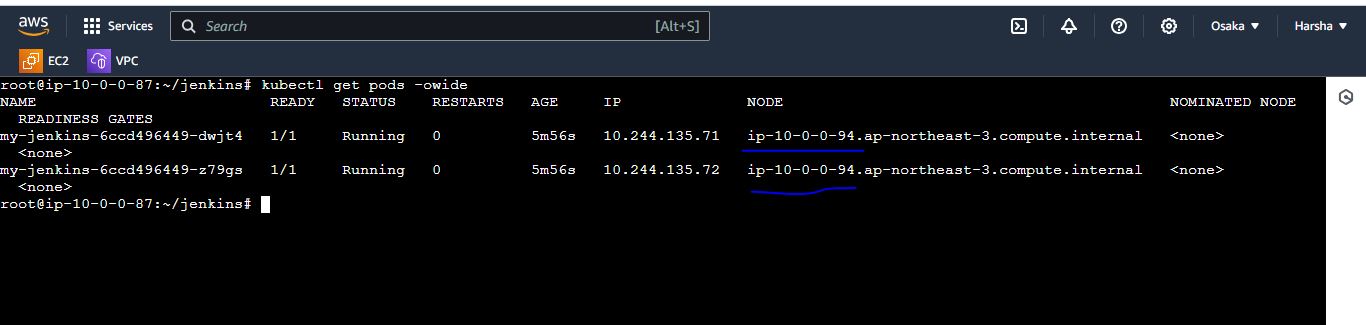 aws Services Search [Alt+S] Osaka Harsha
EC2 VPC
root@ip-10-0-0-87:~/jenkins# kubectl get pods -owide
NAME READY STATUS RESTARTS AGE IP NODE NOMINATED NODE
READINESS GATES
my-jenkins-6ccd496449-dwjt4 1/1 Running 0 5m56s 10.244.135.71 ip-10-0-0-94.ap-northeast-3.compute.internal <none>
<none>
my-jenkins-6ccd496449-z79gs 1/1 Running 0 5m56s 10.244.135.72 ip-10-0-0-94.ap-northeast-3.compute.internal <none>
<none>
root@ip-10-0-0-87:~/jenkins#